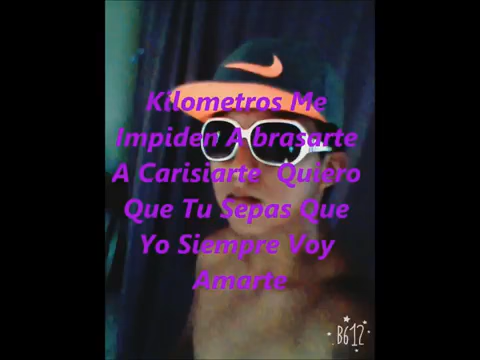 Kilometros Me
Impiden A brasarte
A Carisiarte Quiero
Que Tu Sepas Que
Yo Siempre Voy
Amarte
B612